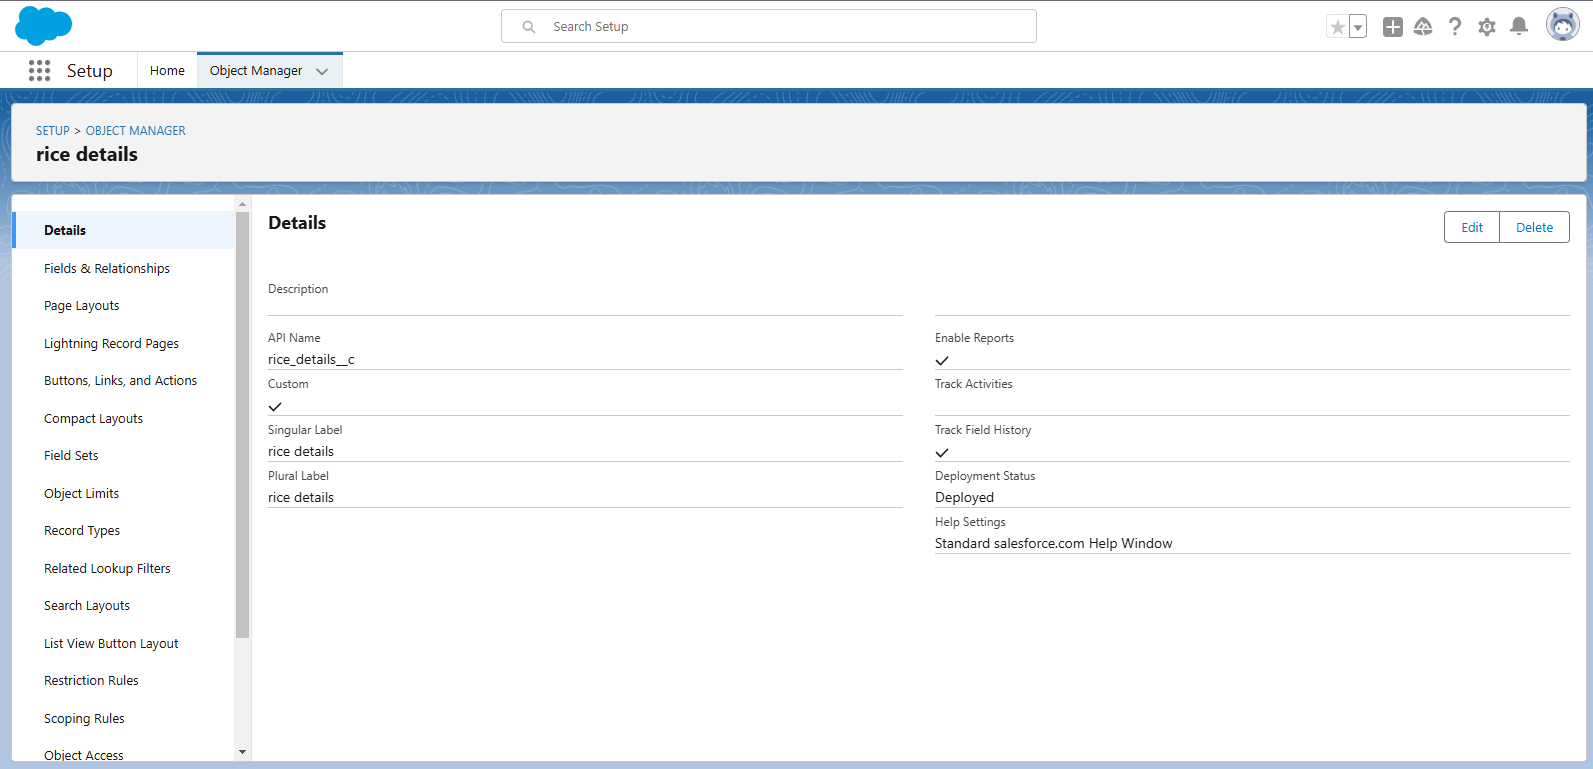 Search Setup
Setup
Home
Object Manager
SETUP > OBJECT MANAGER
rice details
Details
Fields & Relationships
Page Layouts
Lightning Record Pages
Buttons, Links, and Actions
Compact Layouts
Field Sets
Object Limits
Record Types
Related Lookup Filters
Search Layouts
List View Button Layout
Restriction Rules
Scoping Rules
Object Access
Details
Edit
Delete
Description
API Name
rice_details__c
Custom
Singular Label
rice details
Plural Label
rice details
Enable Reports
Track Activities
Track Field History
Deployment Status
Deployed
Help Settings
Standard salesforce.com Help Window